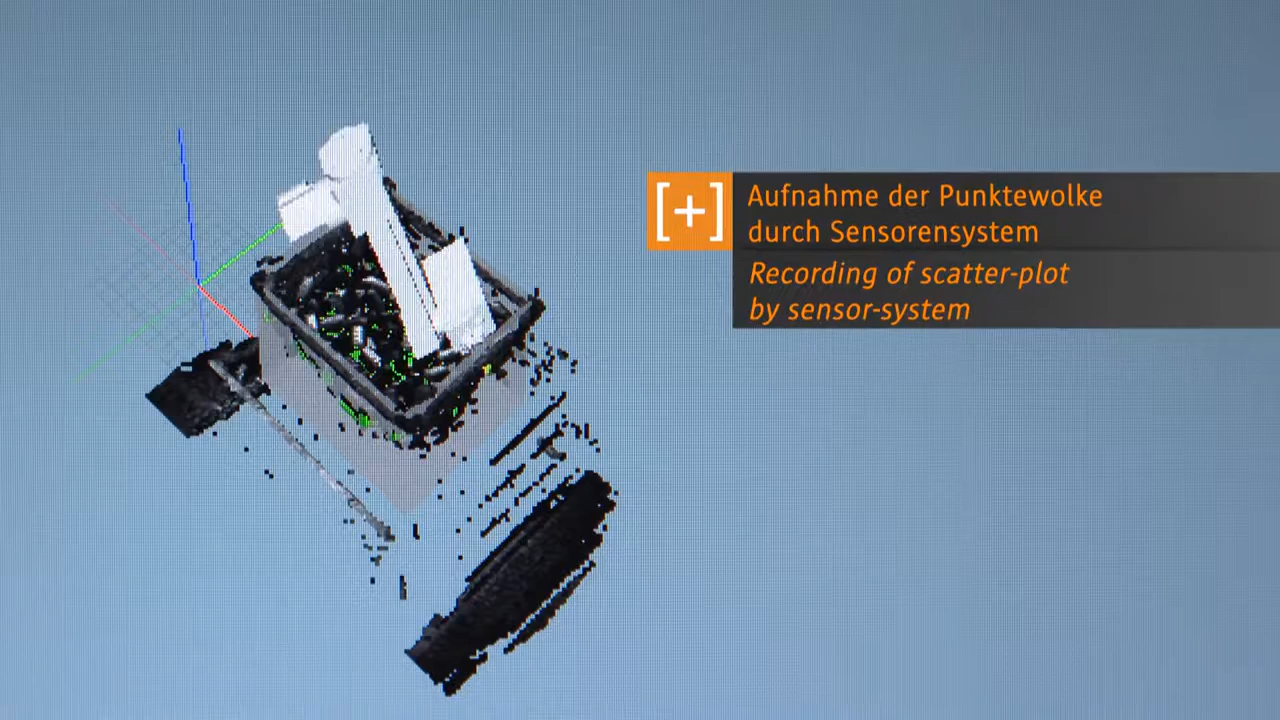 [+]
Aufnahme der Punktewolke
durch Sensorensystem
Recording of scatter-plot
by sensor-system